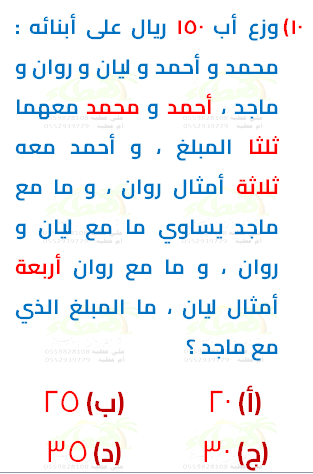 ١٠) وزع أب ١٥٠ ريال على أبنائه :
محمد و أحمد و ليان و روان و
ماجد ، أحمد و محمد معهما
ثلثا المبلغ ، و أحمد معه
ثلاثة أمثال روان ، و ما مع
ماجد يساوي ما مع ليان و
روان ، و ما مع روان أربعة
أمثال ليان ، ما المبلغ الذي
مع ماجد ؟
(أ) ٢٠ (ب) ٢٥
(ج) ٣٠ (د) ٣٥